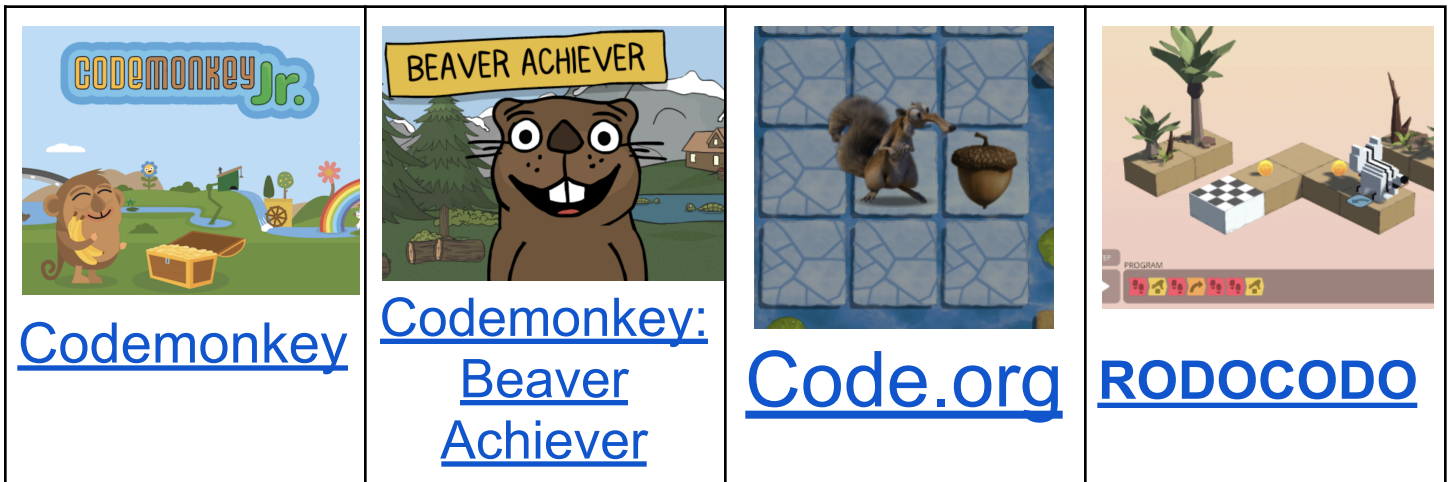 CODEMONKEY Jr.
Codemonkey
BEAVER ACHIEVER
Codemonkey:
Beaver
Achiever
Code.org
PROGRAM
RODOCODO